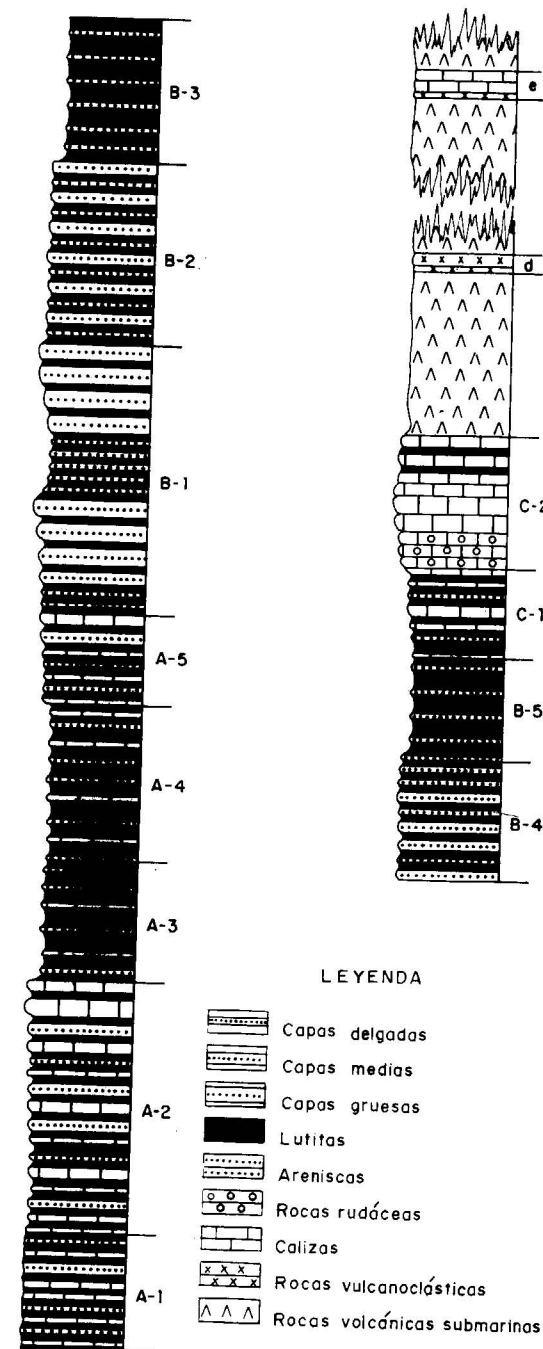 B-3
B-2
B-1
A-5
A-4
A-3
A-2
A-1
e
d
C-2
C-1
B-5
B-4
LEYENDA
Capas delgadas
Capas medias
Capas gruesas
Lutitas
Areniscas
Rocas rudáceas
Calizas
Rocas vulcanoclásticas
Rocas volcánicas submarinas